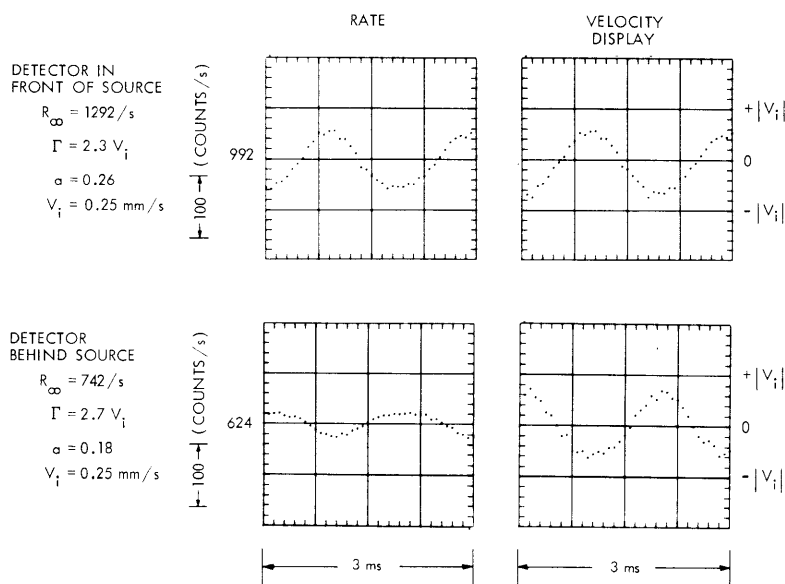 RATE
VELOCITY
DISPLAY
DETECTOR IN
FRONT OF SOURCE
R∞ = 1292/s
Γ = 2.3 Vi
a = 0.26
Vi = 0.25 mm/s
100 (COUNTS/s)
992
+|Vi|
0
-|Vi|
DETECTOR
BEHIND SOURCE
R∞ = 742/s
Γ = 2.7 Vi
a = 0.18
Vi = 0.25 mm/s
100 (COUNTS/s)
624
+|Vi|
0
-|Vi|
3 ms
3 ms